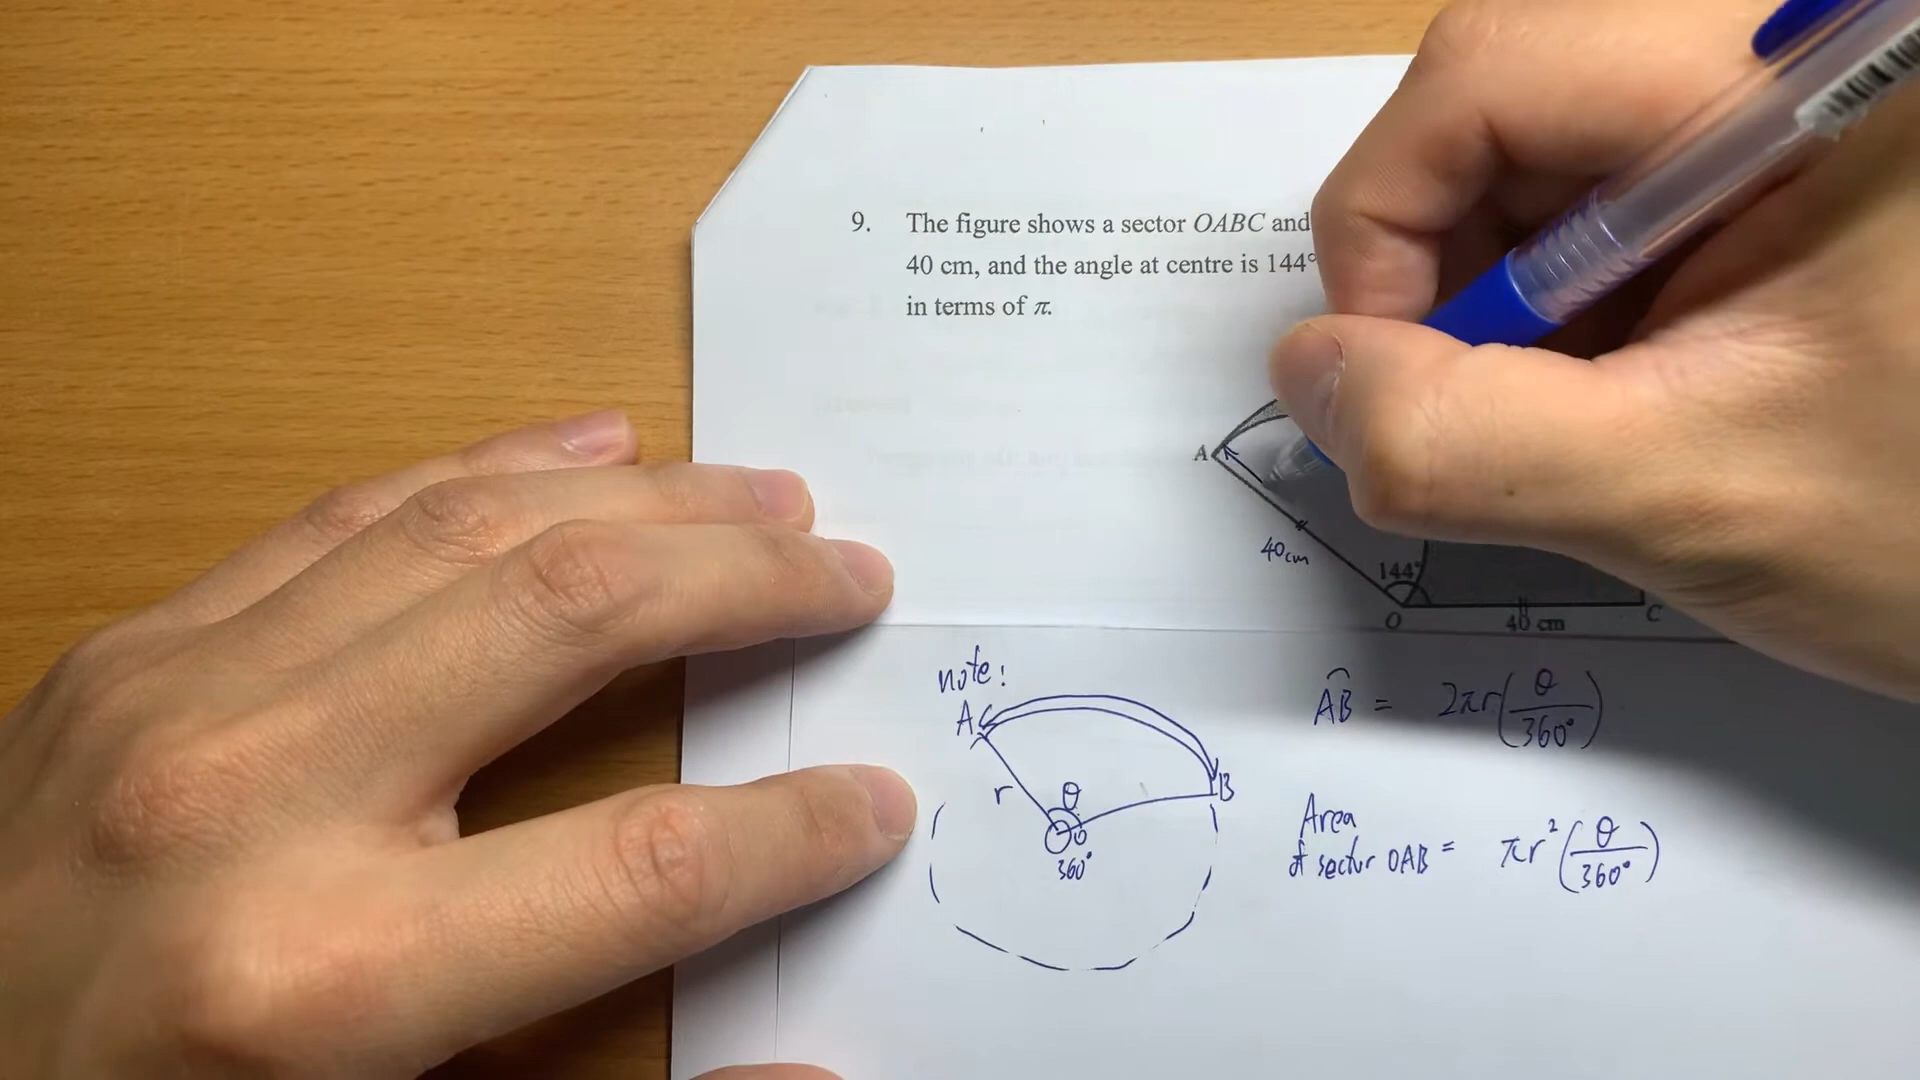 9. The figure shows a sector OABC and
40 cm, and the angle at centre is 144°
in terms of π.
A
40cm
144°
O
40 cm
C
note:
A
B
r
θ
O
360°
AB = 2πr(θ/360°)
Area
of sector OAB = πr²(θ/360°)